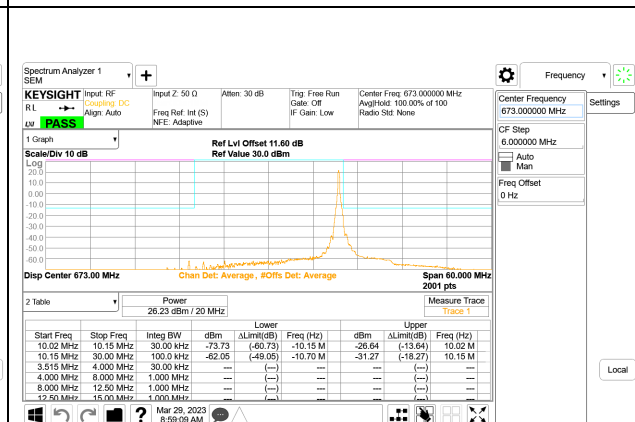 Spectrum Analyzer 1
SEM
Frequency
KEYSIGHT Input: RF Input Z: 50 Ω Atten: 30 dB Trig: Free Run Center Freq: 673.000000 MHz
Coupling: DC Gate: Off Avg|Hold: 100.00% of 100
RL Align: Auto Freq Ref: Int (S) IF Gain: Low Radio Std: None
PASS NFE: Adaptive
Center Frequency
673.000000 MHz
Settings
CF Step
6.000000 MHz
Auto
Man
Freq Offset
0 Hz
1 Graph
Ref Lvl Offset 11.60 dB
Scale/Div 10 dB Ref Value 30.0 dBm
Log
20.0
10.0
0.00
-10.0
-20.0
-30.0
-40.0
-50.0
-60.0
Disp Center 673.00 MHz Chan Det: Average, #Offs Det: Average Span 60.000 MHz
2001 pts
2 Table
Power
26.23 dBm / 20 MHz
Measure Trace
Trace 1
Lower Upper
Start Freq Stop Freq Integ BW dBm ΔLimit(dB) Freq (Hz) dBm ΔLimit(dB) Freq (Hz)
10.02 MHz 10.15 MHz 30.00 kHz -73.73 (-60.73) -10.15 M -26.64 (-13.64) 10.02 M
10.15 MHz 30.00 MHz 100.0 kHz -62.05 (-49.05) -10.70 M -31.27 (-18.27) 10.15 M
3.515 MHz 4.000 MHz 30.00 kHz --- (---) --- --- (---) ---
4.000 MHz 8.000 MHz 1.000 MHz --- (---) --- --- (---) ---
8.000 MHz 12.50 MHz 1.000 MHz --- (---) --- --- (---) ---
12.50 MHz 15.00 MHz 1.000 MHz --- (---) --- --- (---) ---
Local
Mar 29, 2023
8:59:09 AM